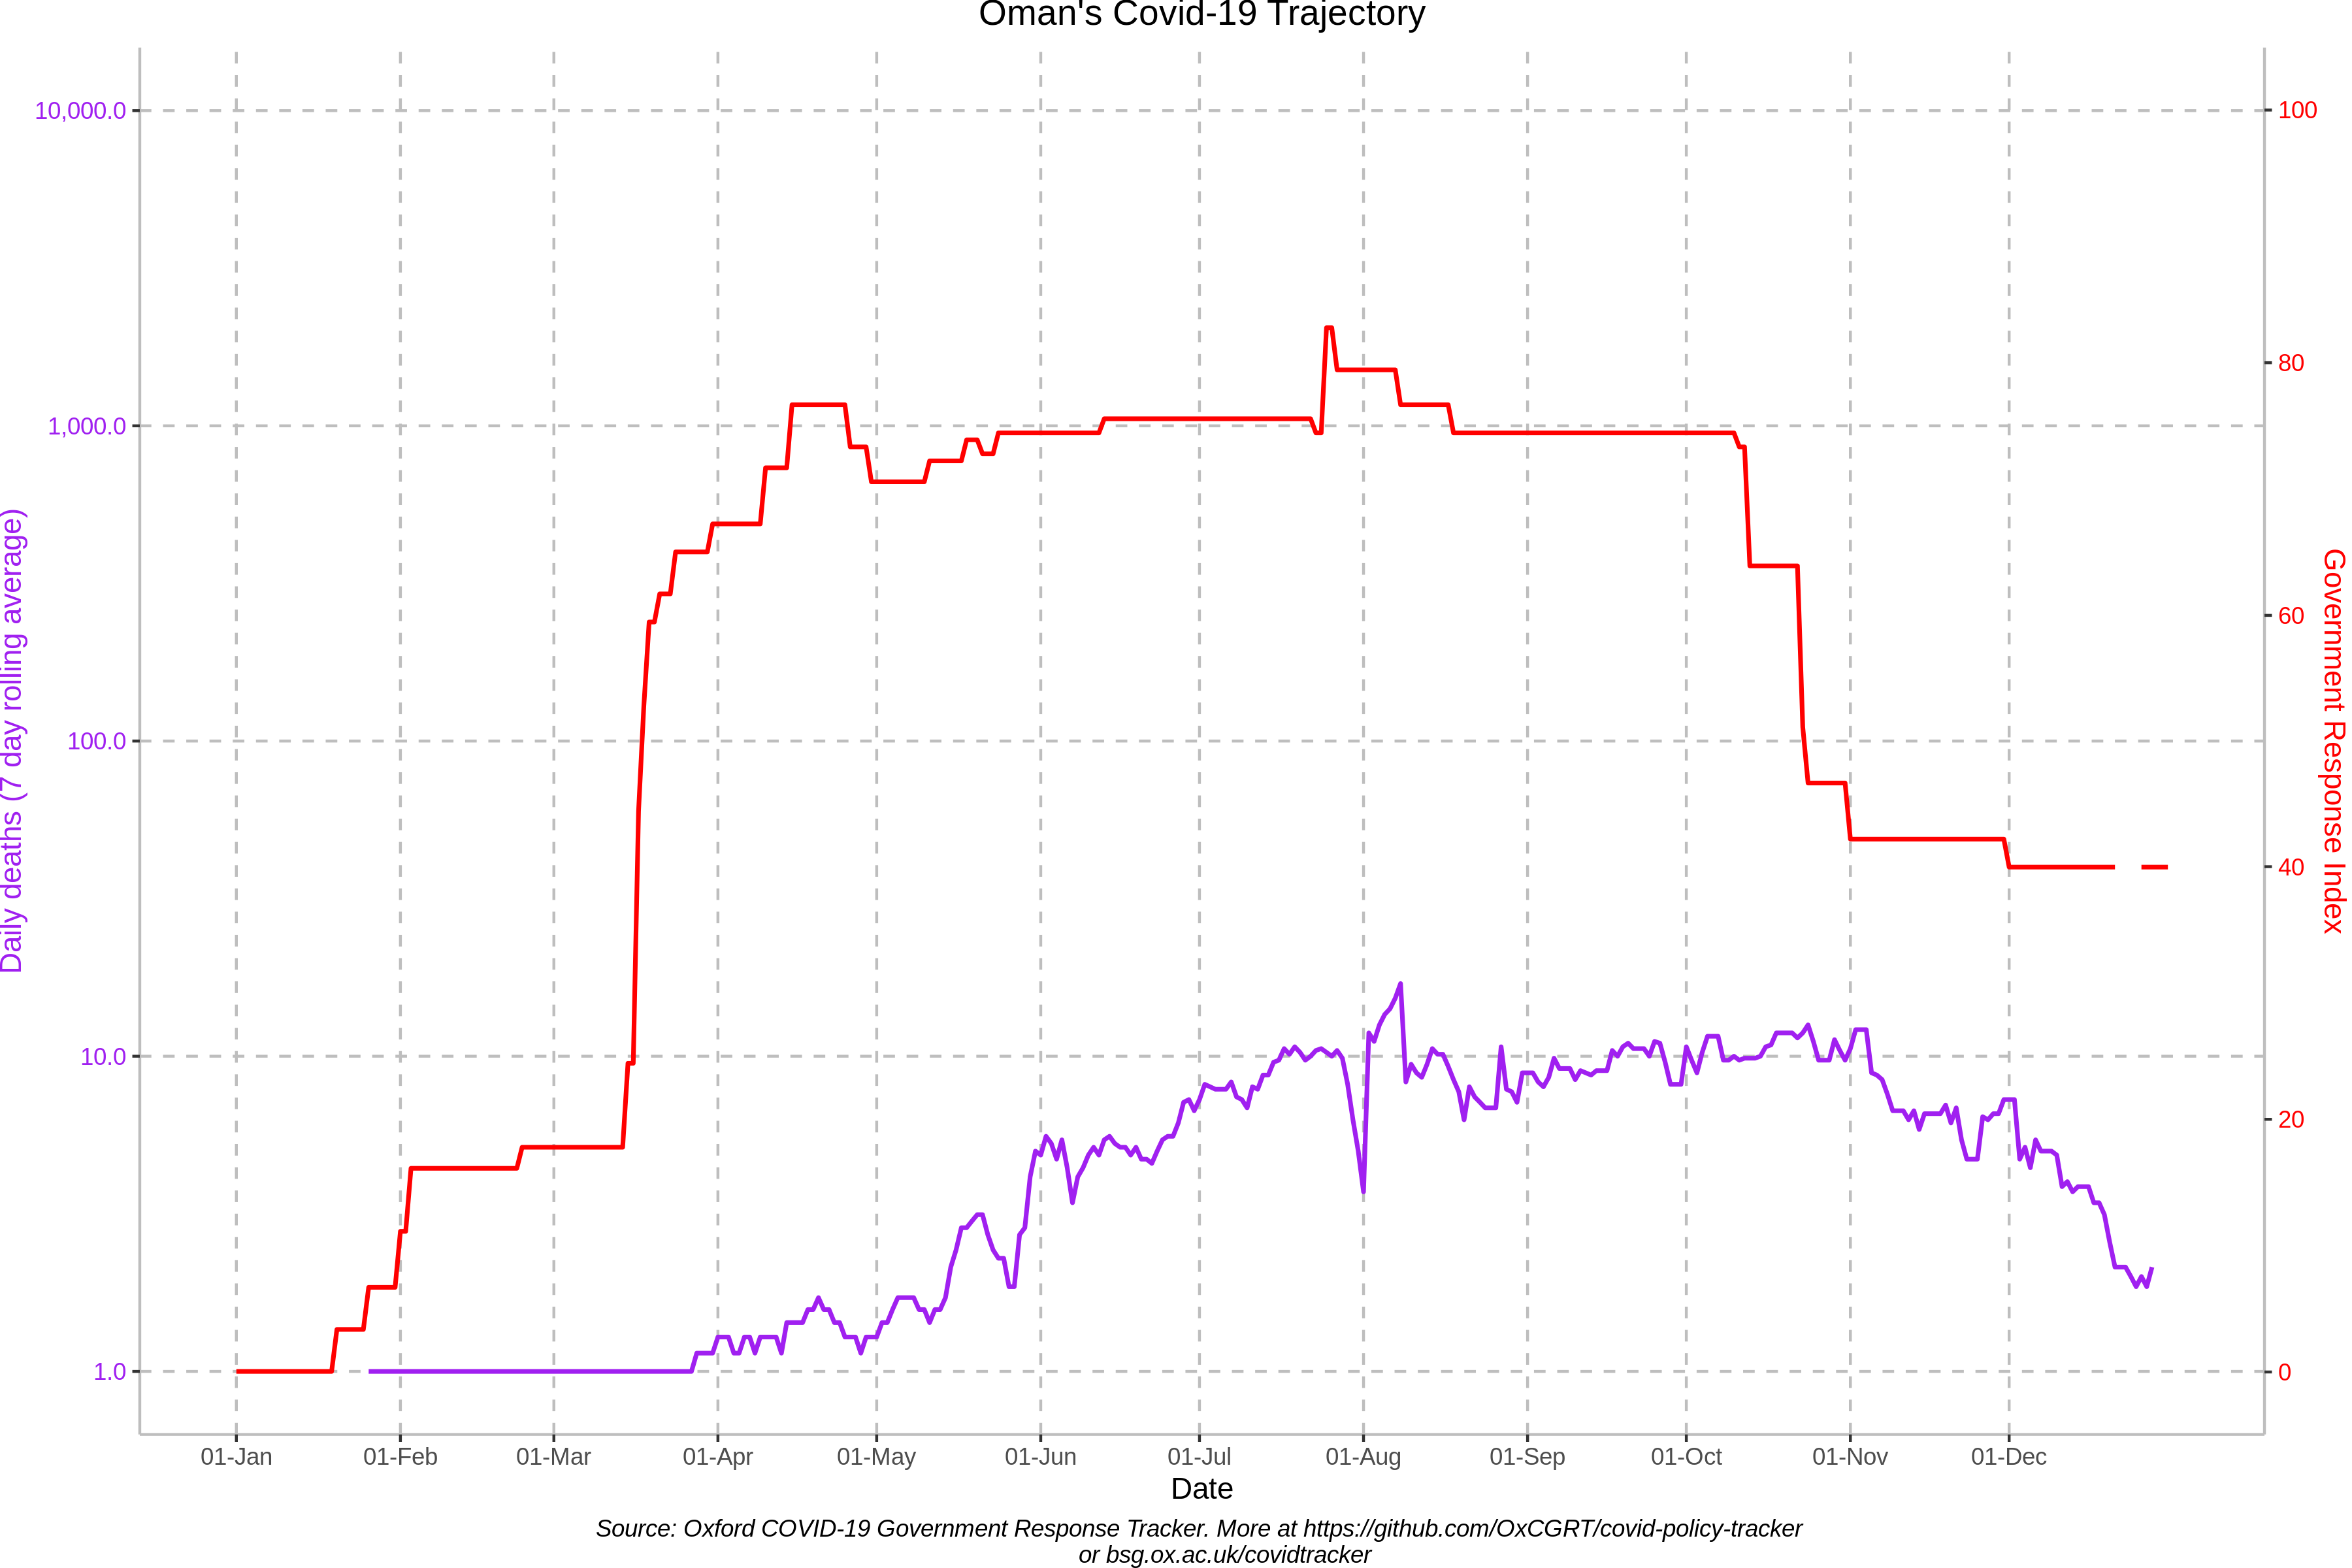 Oman's Covid-19 Trajectory
10,000.0
1,000.0
100.0
10.0
1.0
Daily deaths (7 day rolling average)
100
80
60
40
20
0
Government Response Index
01-Jan 01-Feb 01-Mar 01-Apr 01-May 01-Jun 01-Jul 01-Aug 01-Sep 01-Oct 01-Nov 01-Dec
Date
Source: Oxford COVID-19 Government Response Tracker. More at https://github.com/OxCGRT/covid-policy-tracker
or bsg.ox.ac.uk/covidtracker